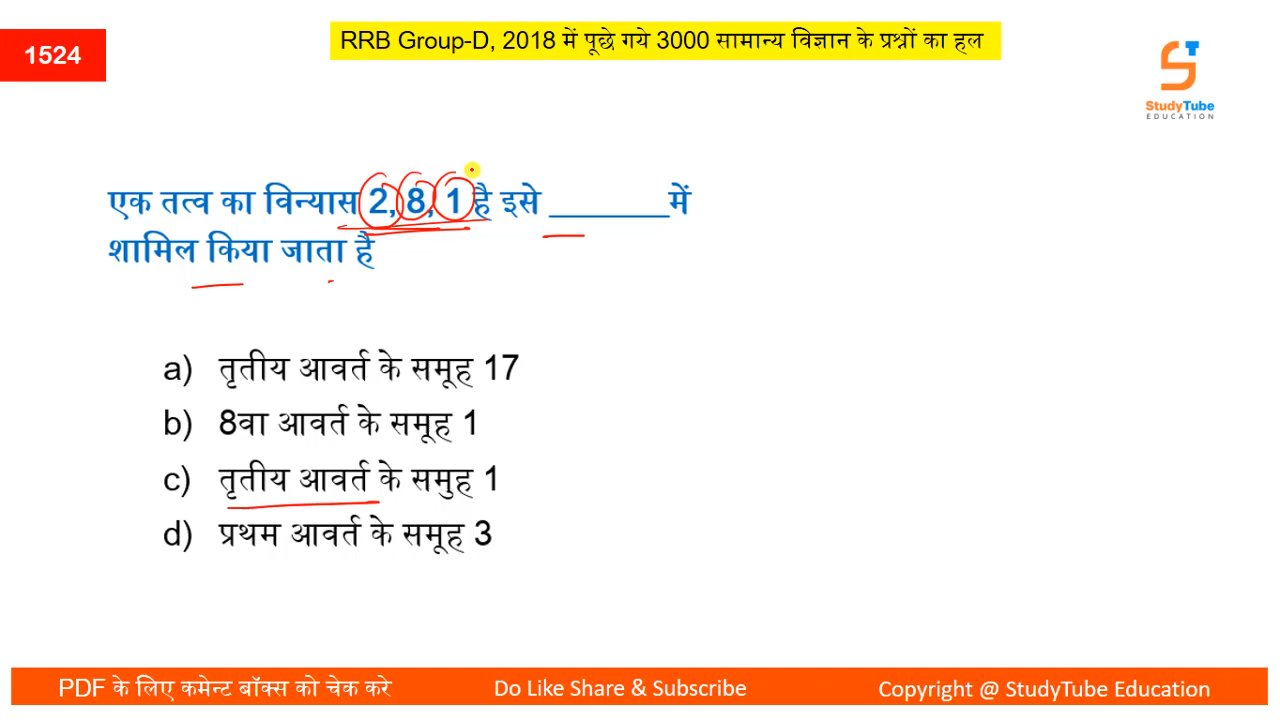 1524
RRB Group-D, 2018 में पूछे गये 3000 सामान्य विज्ञान के प्रश्नों का हल
StudyTube
EDUCATION
एक तत्व का विन्यास 2, 8, 1 है इसे _______में
शामिल किया जाता है
a) तृतीय आवर्त के समूह 17
b) 8वा आवर्त के समूह 1
c) तृतीय आवर्त के समुह 1
d) प्रथम आवर्त के समूह 3
PDF के लिए कमेन्ट बॉक्स को चेक करे
Do Like Share & Subscribe
Copyright @ StudyTube Education